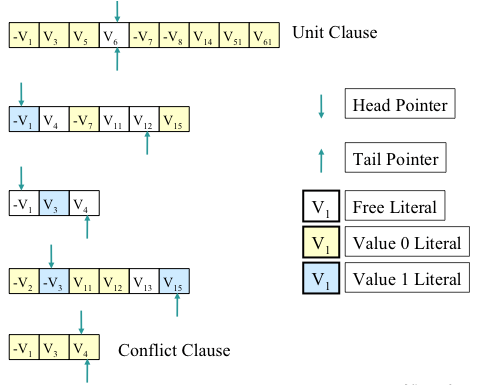 -V1 V3 V5 V6 -V7 -V8 V14 V51 V61 Unit Clause
-V1 V4 -V7 V11 V12 V15
Head Pointer
Tail Pointer
-V1 V3 V4
V1 Free Literal
V1 Value 0 Literal
V1 Value 1 Literal
-V2 -V3 V11 V12 V13 V15
-V1 V3 V4 Conflict Clause